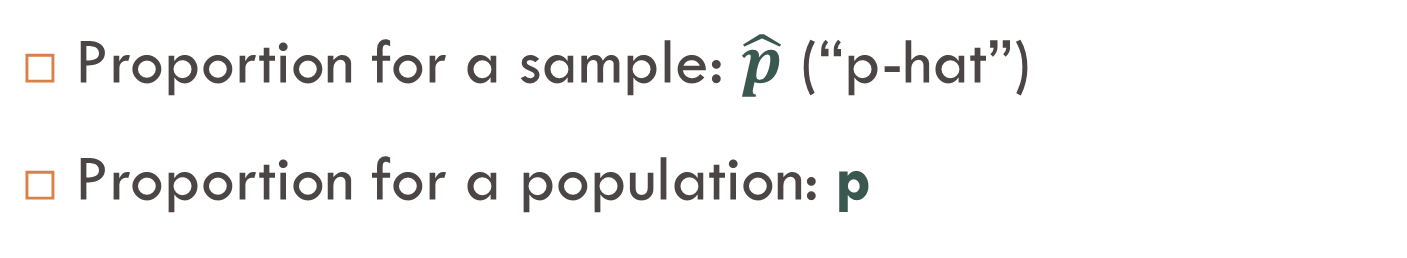 Proportion for a sample: p̂ (“p-hat”)
Proportion for a population: p